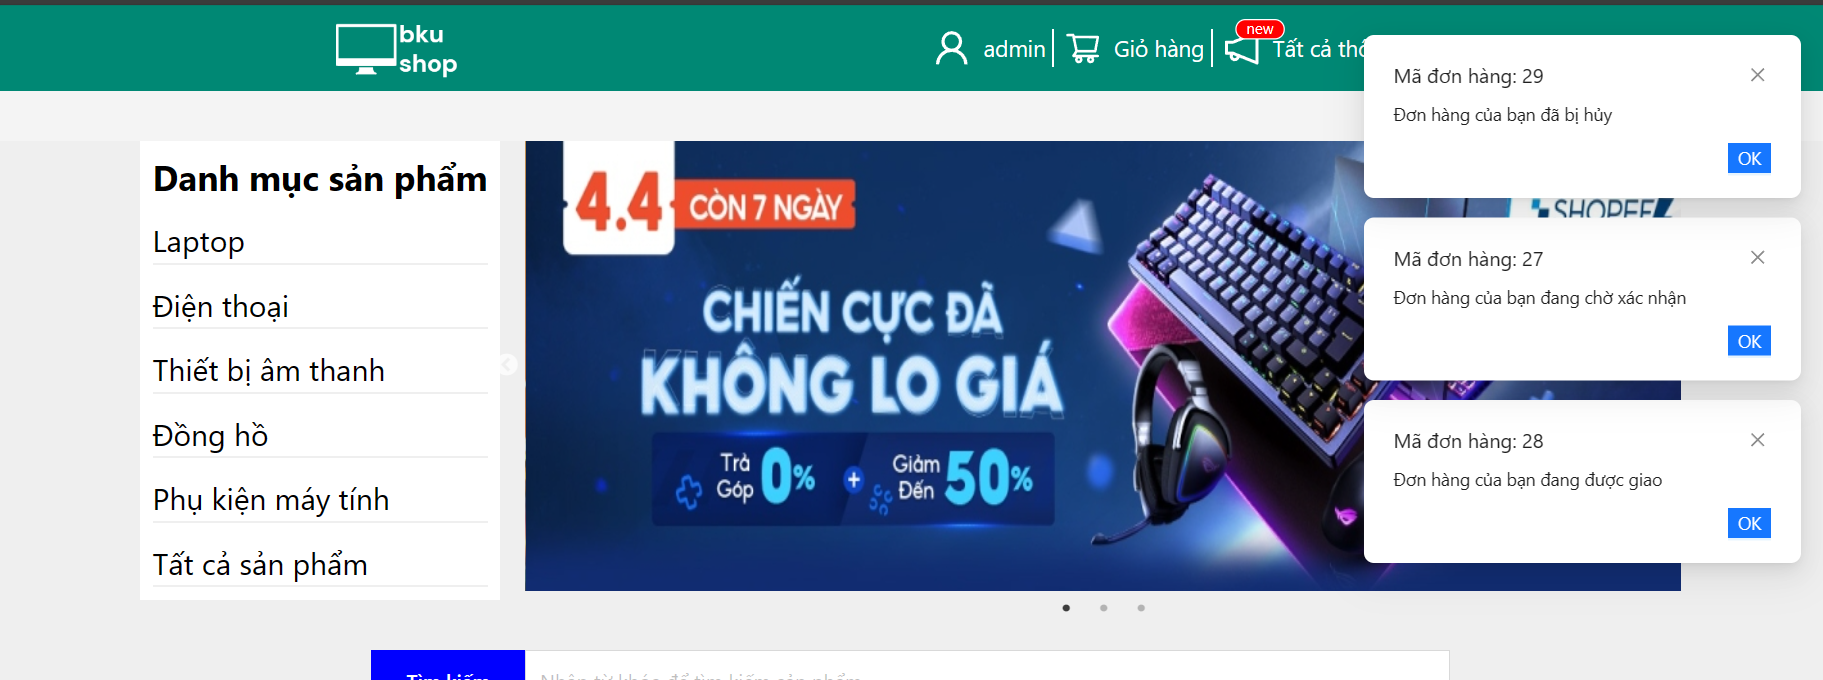 bku
shop
admin
Giỏ hàng
new
Tất cả
Mã đơn hàng: 29
Đơn hàng của bạn đã bị hủy
OK
Mã đơn hàng: 27
Đơn hàng của bạn đang chờ xác nhận
OK
Mã đơn hàng: 28
Đơn hàng của bạn đang được giao
OK
Danh mục sản phẩm
Laptop
Điện thoại
Thiết bị âm thanh
Đồng hồ
Phụ kiện máy tính
Tất cả sản phẩm
4.4
CÒN 7 NGÀY
SHOPEE
CHIẾN CỰC ĐÃ
KHÔNG LO GIÁ
Trả
Góp 0%
+
Giảm
Đến 50%
Tìm kiếm
Nhập từ khóa để tìm kiếm sản phẩm